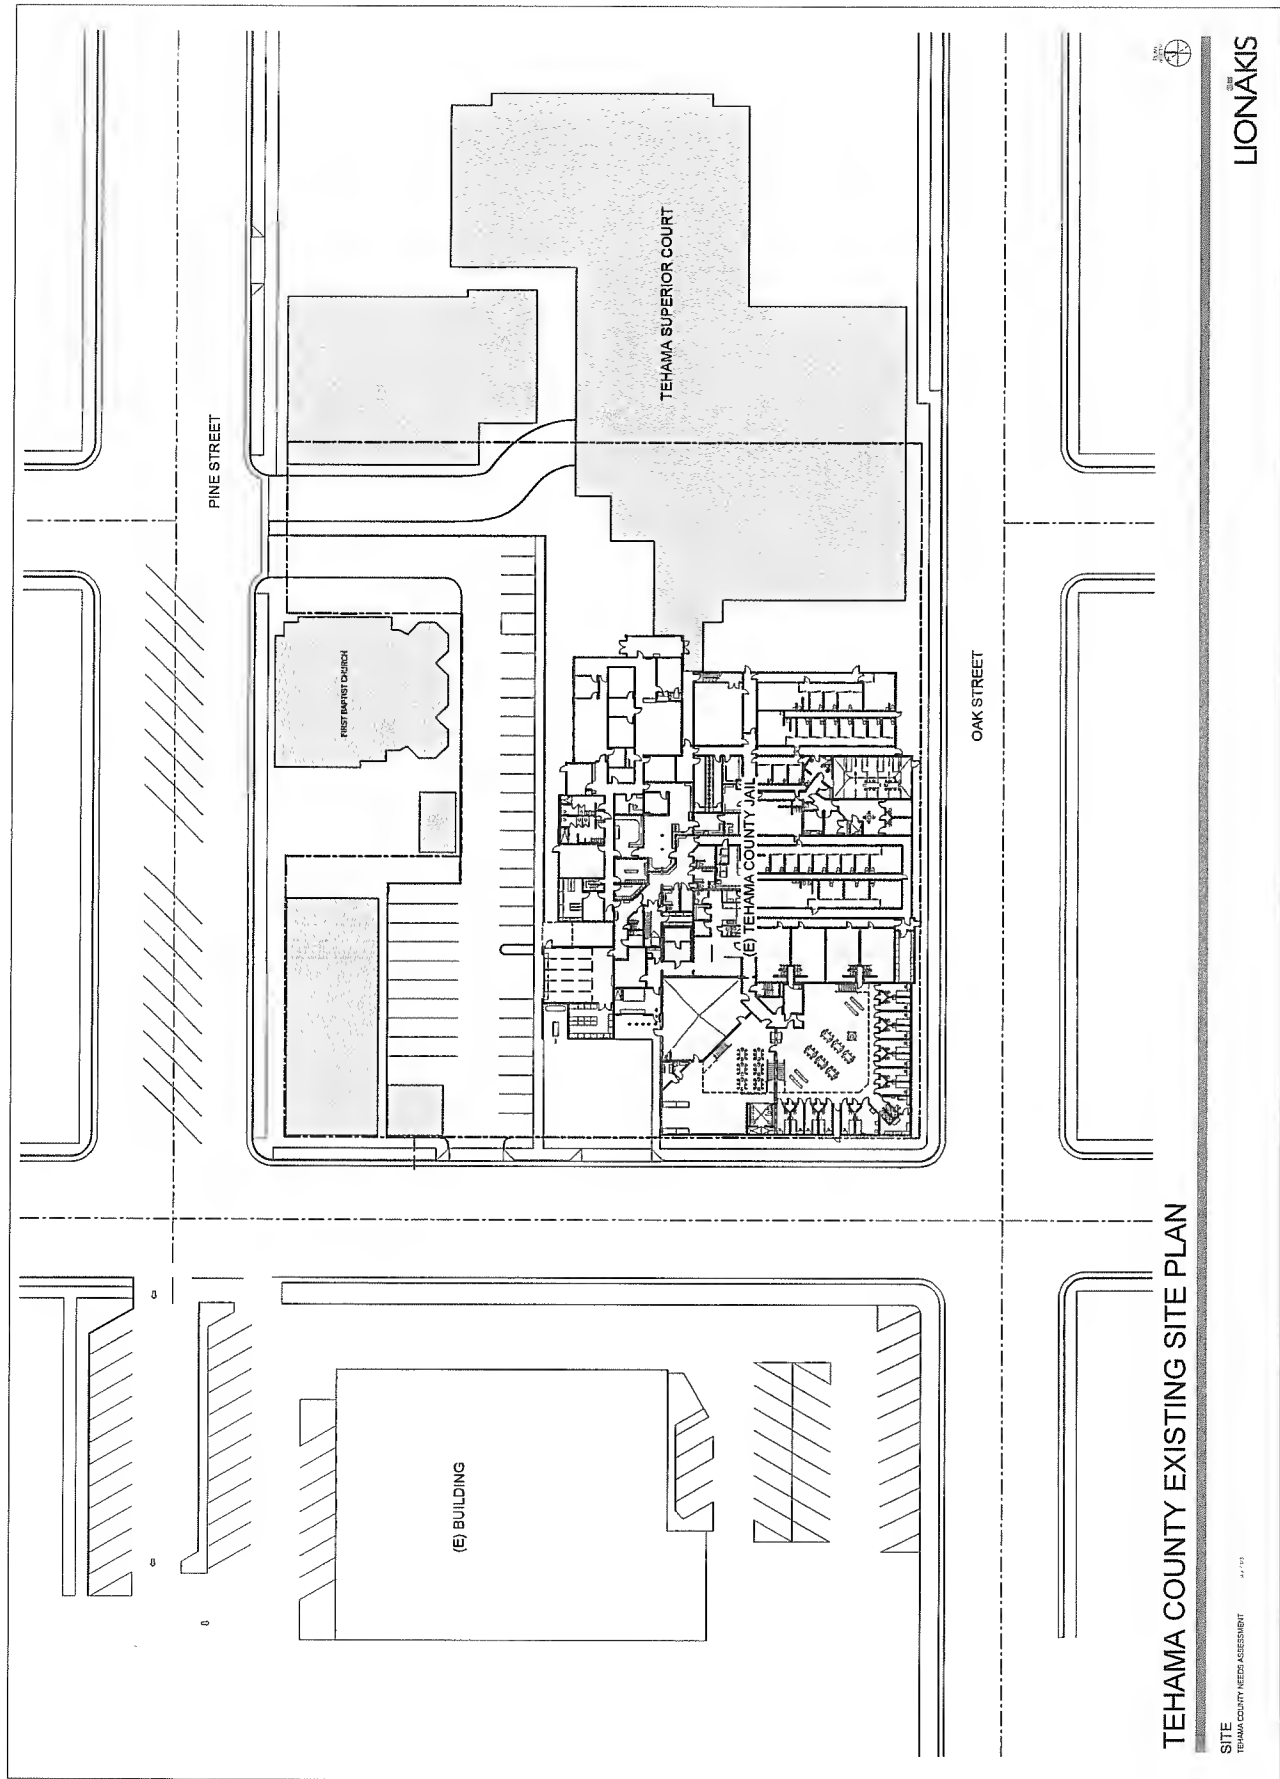 PINE STREET
FIRST BAPTIST CHURCH
TEHAMA SUPERIOR COURT
(E) TEHAMA COUNTY JAIL
OAK STREET
(E) BUILDING
TEHAMA COUNTY EXISTING SITE PLAN
SITE
TEHAMA COUNTY NEEDS ASSESSMENT
LIONAKIS